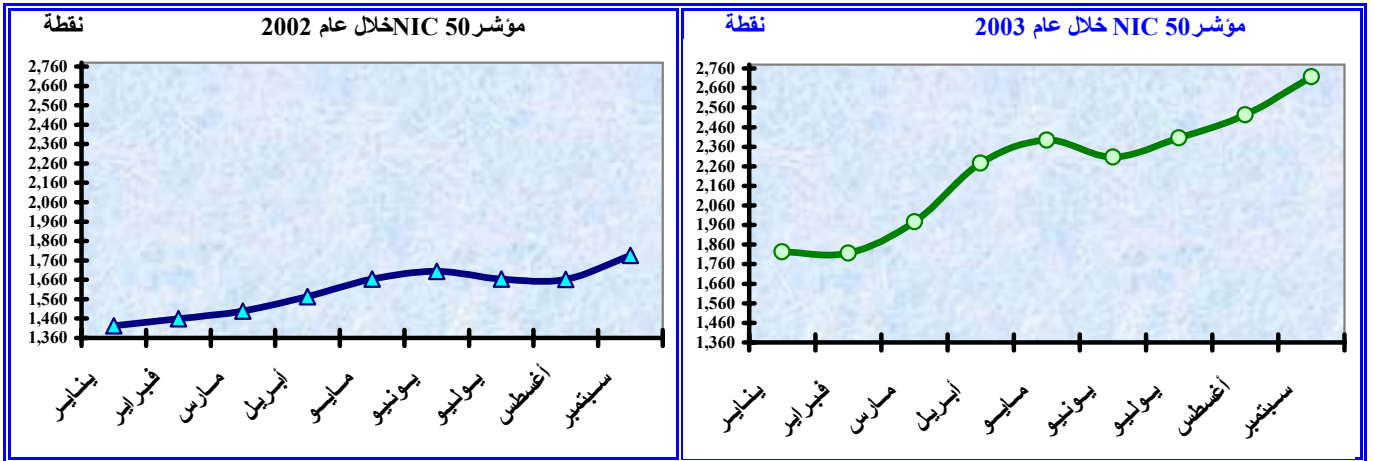 مؤشر NIC 50 خلال عام 2003
نقطة
2,760
2,660
2,560
2,460
2,360
2,260
2,160
2,060
1,960
1,860
1,760
1,660
1,560
1,460
1,360
يناير
فبراير
مارس
أبريل
مايو
يونيو
يوليو
أغسطس
سبتمبر
مؤشر NIC 50خلال عام 2002
نقطة
2,760
2,660
2,560
2,460
2,360
2,260
2,160
2,060
1,960
1,860
1,760
1,660
1,560
1,460
1,360
يناير
فبراير
مارس
أبريل
مايو
يونيو
يوليو
أغسطس
سبتمبر